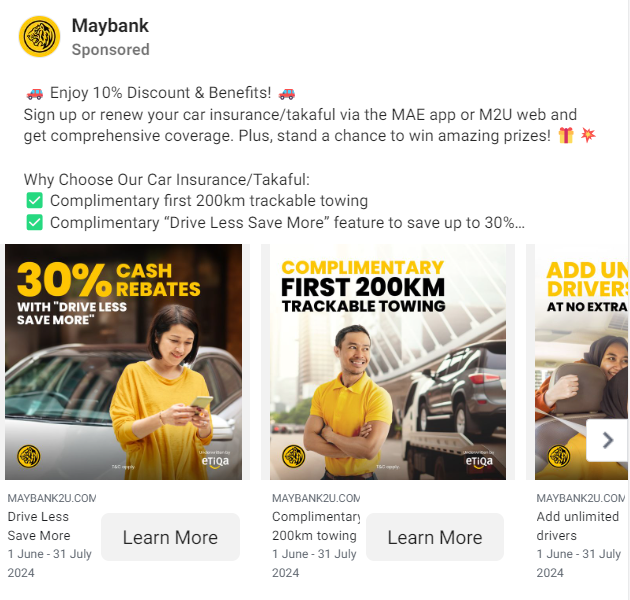 Maybank
Sponsored
🚗 Enjoy 10% Discount & Benefits! 🚗
Sign up or renew your car insurance/takaful via the MAE app or M2U web and
get comprehensive coverage. Plus, stand a chance to win amazing prizes! 🎁 💥
Why Choose Our Car Insurance/Takaful:
✅ Complimentary first 200km trackable towing
✅ Complimentary “Drive Less Save More” feature to save up to 30%...
30% CASH REBATES
WITH "DRIVE LESS
SAVE MORE"
T&C apply.
Underwritten by
etiqa
COMPLIMENTARY
FIRST 200KM
TRACKABLE TOWING
T&C apply.
Underwritten by
etiqa
ADD UN
DRIVERS
AT NO EXTRA
MAYBANK2U.COM
Drive Less
Save More
1 June - 31 July
2024
Learn More
MAYBANK2U.COM
Complimentary
200km towing
1 June - 31 July
2024
Learn More
MAYBANK2U.COM
Add unlimited
drivers
1 June - 31 July
2024